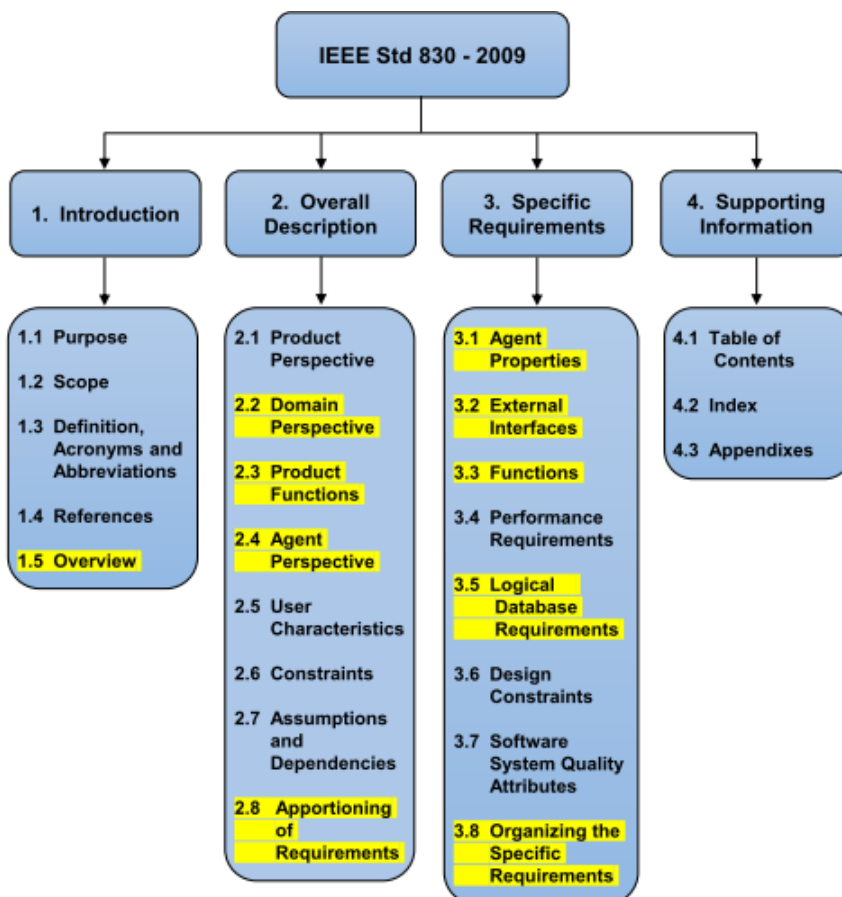 IEEE Std 830 - 2009
1. Introduction
2. Overall
Description
3. Specific
Requirements
4. Supporting
Information
1.1 Purpose
1.2 Scope
1.3 Definition,
Acronyms and
Abbreviations
1.4 References
1.5 Overview
2.1 Product
Perspective
2.2 Domain
Perspective
2.3 Product
Functions
2.4 Agent
Perspective
2.5 User
Characteristics
2.6 Constraints
2.7 Assumptions
and
Dependencies
2.8 Apportioning
of
Requirements
3.1 Agent
Properties
3.2 External
Interfaces
3.3 Functions
3.4 Performance
Requirements
3.5 Logical
Database
Requirements
3.6 Design
Constraints
3.7 Software
System Quality
Attributes
3.8 Organizing the
Specific
Requirements
4.1 Table of
Contents
4.2 Index
4.3 Appendixes